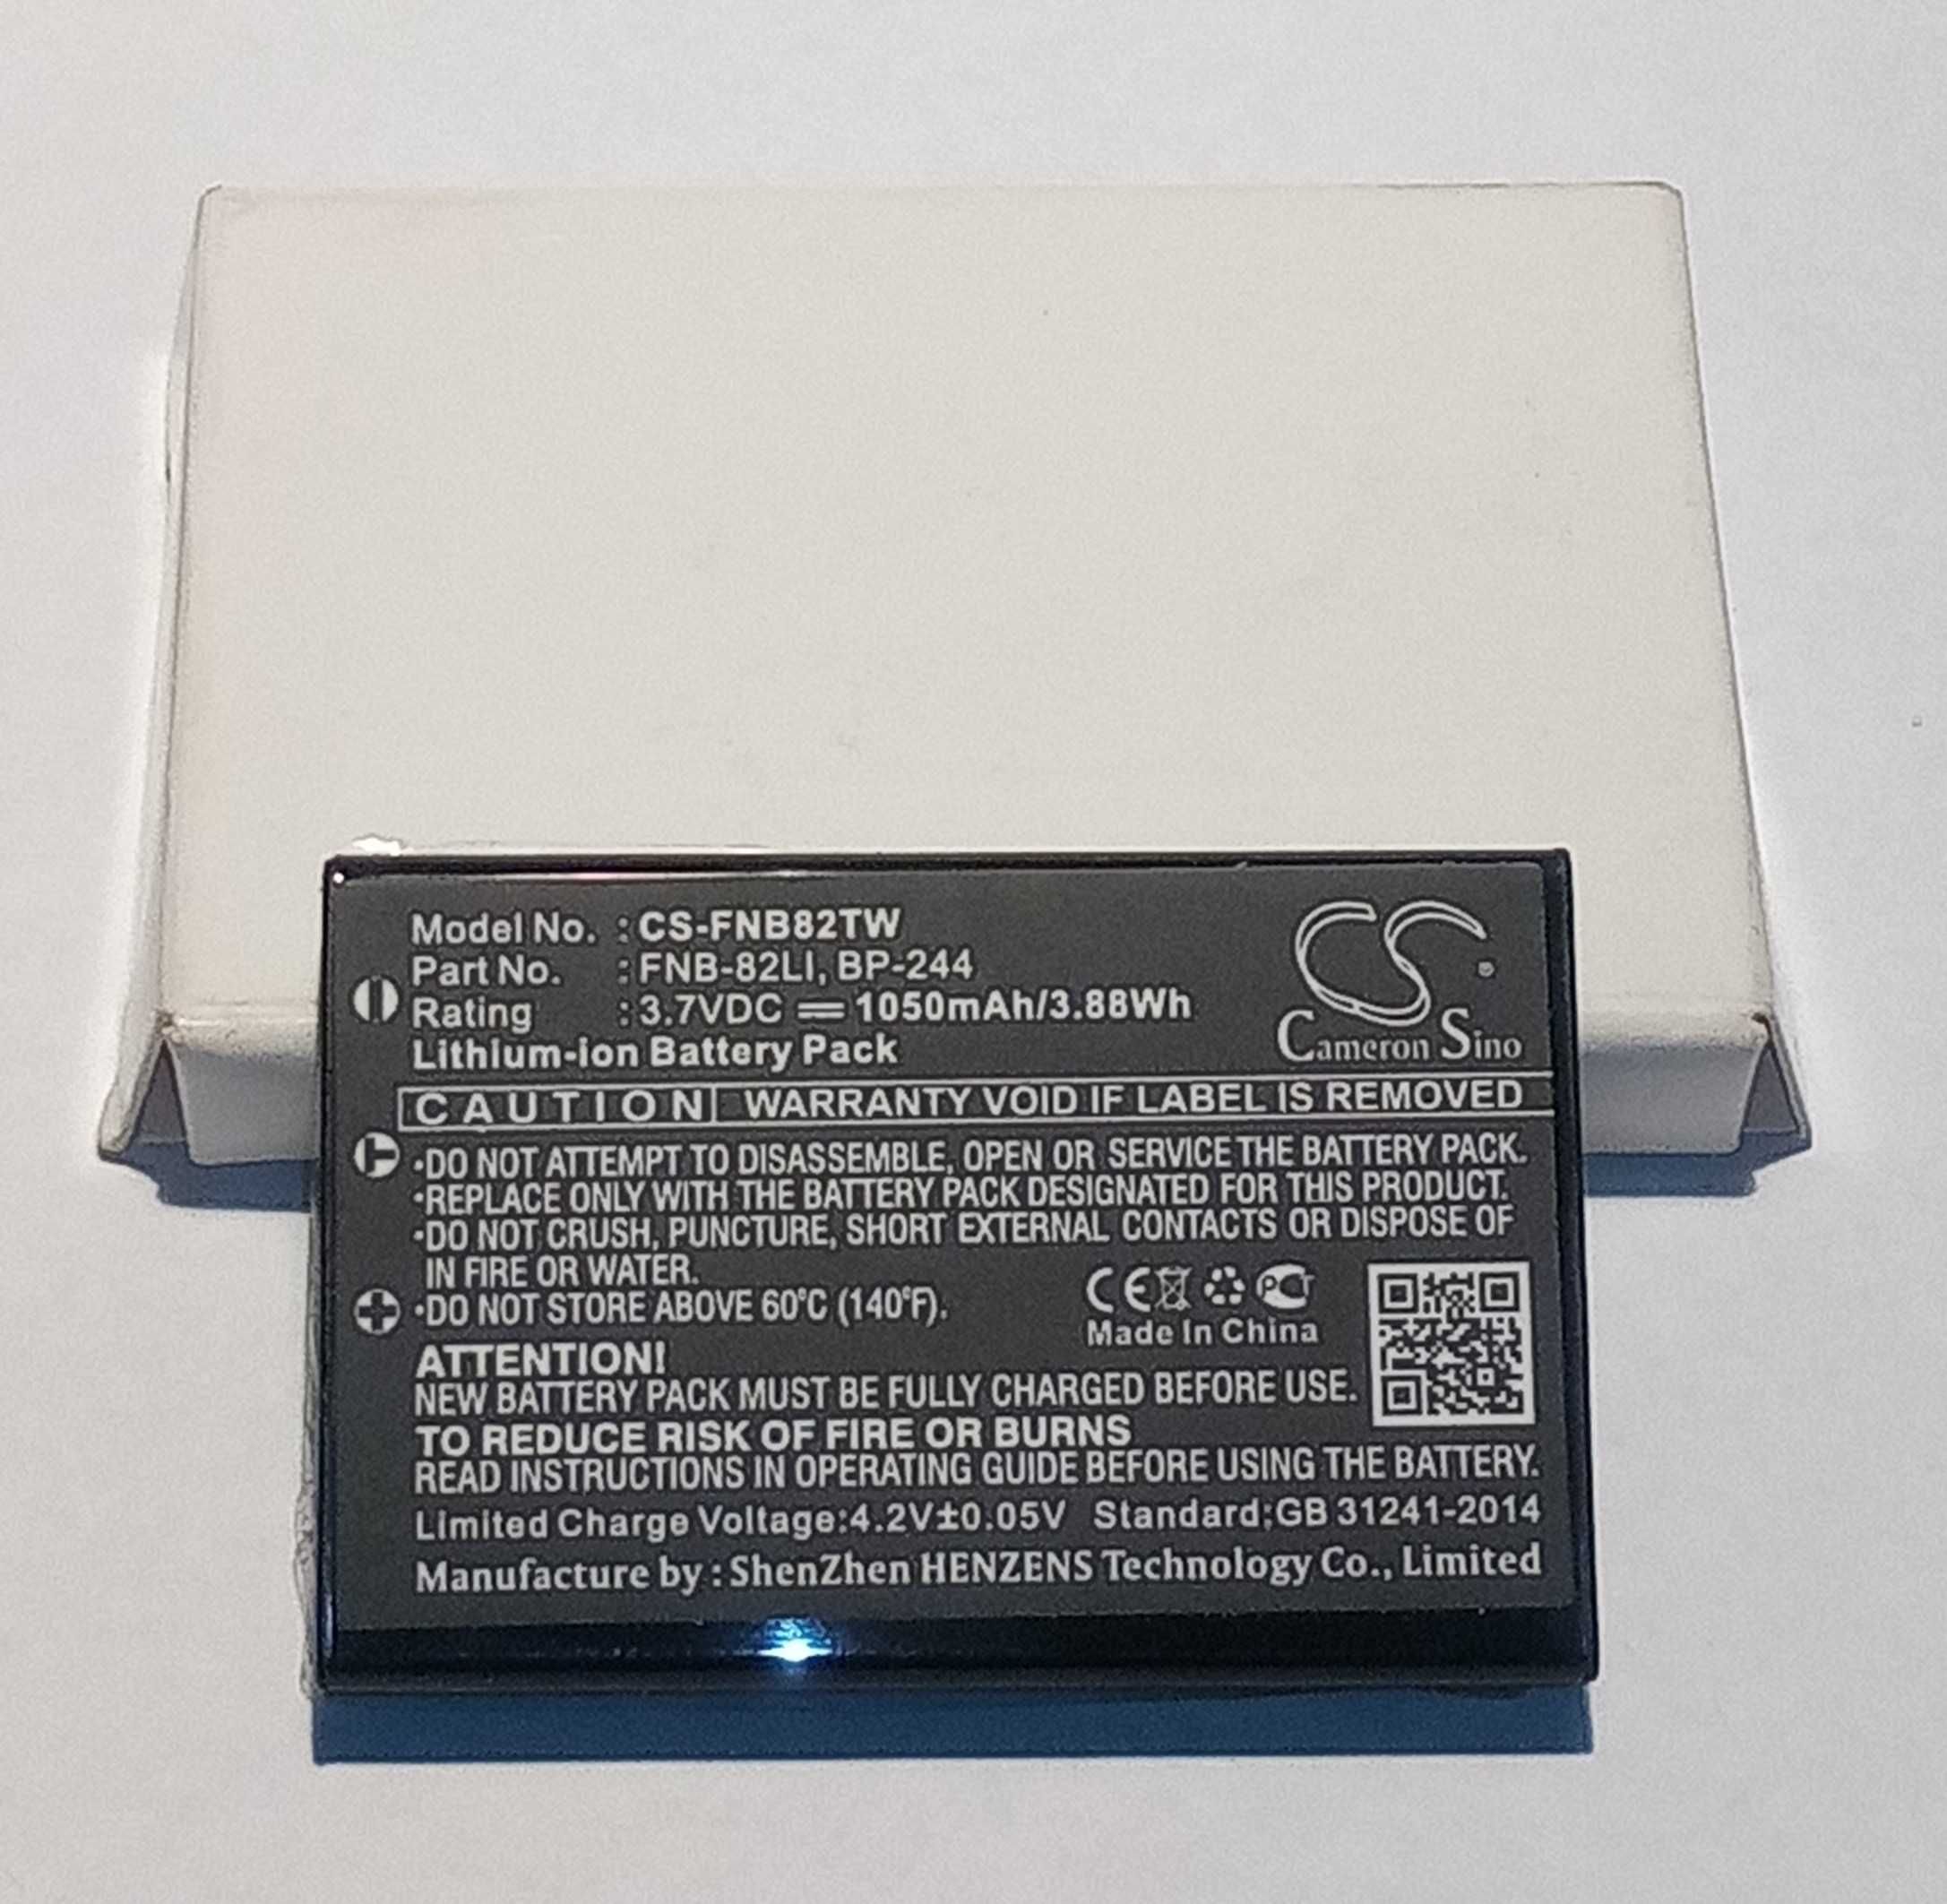 Model No. : CS-FNB82TW
Part No. : FNB-82LI, BP-244
Rating : 3.7VDC ⎓ 1050mAh/3.88Wh
Lithium-ion Battery Pack
CS
Cameron Sino
CAUTION WARRANTY VOID IF LABEL IS REMOVED
•DO NOT ATTEMPT TO DISASSEMBLE, OPEN OR SERVICE THE BATTERY PACK.
•REPLACE ONLY WITH THE BATTERY PACK DESIGNATED FOR THIS PRODUCT.
•DO NOT CRUSH, PUNCTURE, SHORT EXTERNAL CONTACTS OR DISPOSE OF
IN FIRE OR WATER.
•DO NOT STORE ABOVE 60°C (140°F).
CE PCT
Made In China
ATTENTION!
NEW BATTERY PACK MUST BE FULLY CHARGED BEFORE USE.
TO REDUCE RISK OF FIRE OR BURNS
READ INSTRUCTIONS IN OPERATING GUIDE BEFORE USING THE BATTERY.
Limited Charge Voltage:4.2V±0.05V Standard:GB 31241-2014
Manufacture by : ShenZhen HENZENS Technology Co., Limited